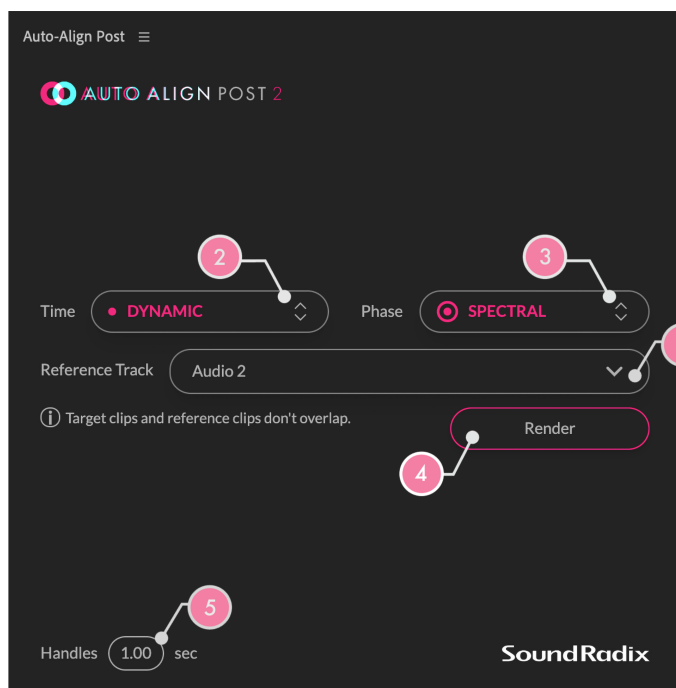 Auto-Align Post
AUTO ALIGN POST 2
2
3
Time
DYNAMIC
Phase
SPECTRAL
Reference Track
Audio 2
Target clips and reference clips don't overlap.
Render
4
5
Handles 1.00 sec
SoundRadix